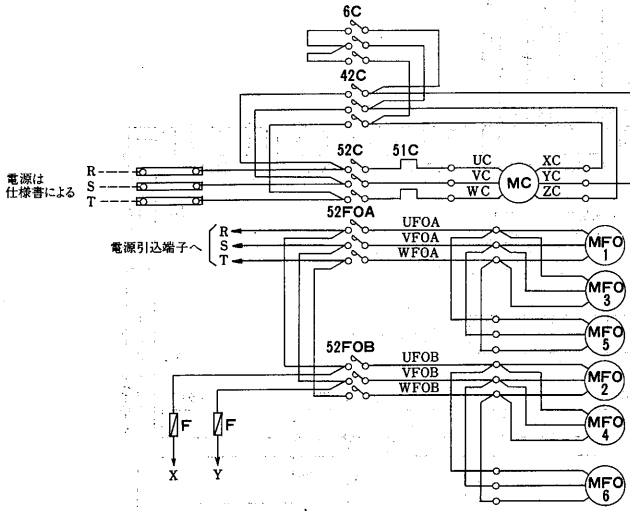 6C
42C
52C
51C
UC
XC
VC
MC
YC
WC
ZC
電源は
仕様書による
R
S
T
52FOA
電源引込端子へ
R
S
T
UFOA
VFOA
WFOA
MFO
1
MFO
3
MFO
5
52FOB
UFOB
VFOB
WFOB
MFO
2
MFO
4
MFO
6
F
F
X
Y